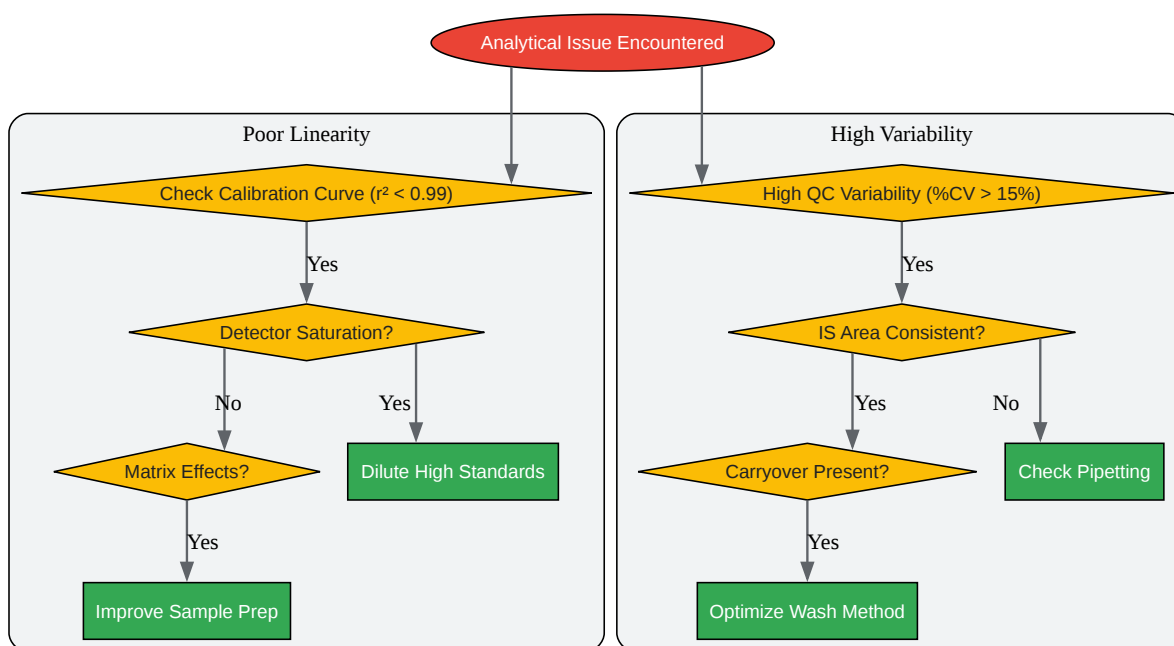 Analytical Issue Encountered
Poor Linearity
High Variability
Check Calibration Curve (r² < 0.99)
High QC Variability (%CV > 15%)
Yes
Yes
Detector Saturation?
IS Area Consistent?
No
Yes
Yes
No
Matrix Effects?
Dilute High Standards
Carryover Present?
Check Pipetting
Yes
Yes
Improve Sample Prep
Optimize Wash Method